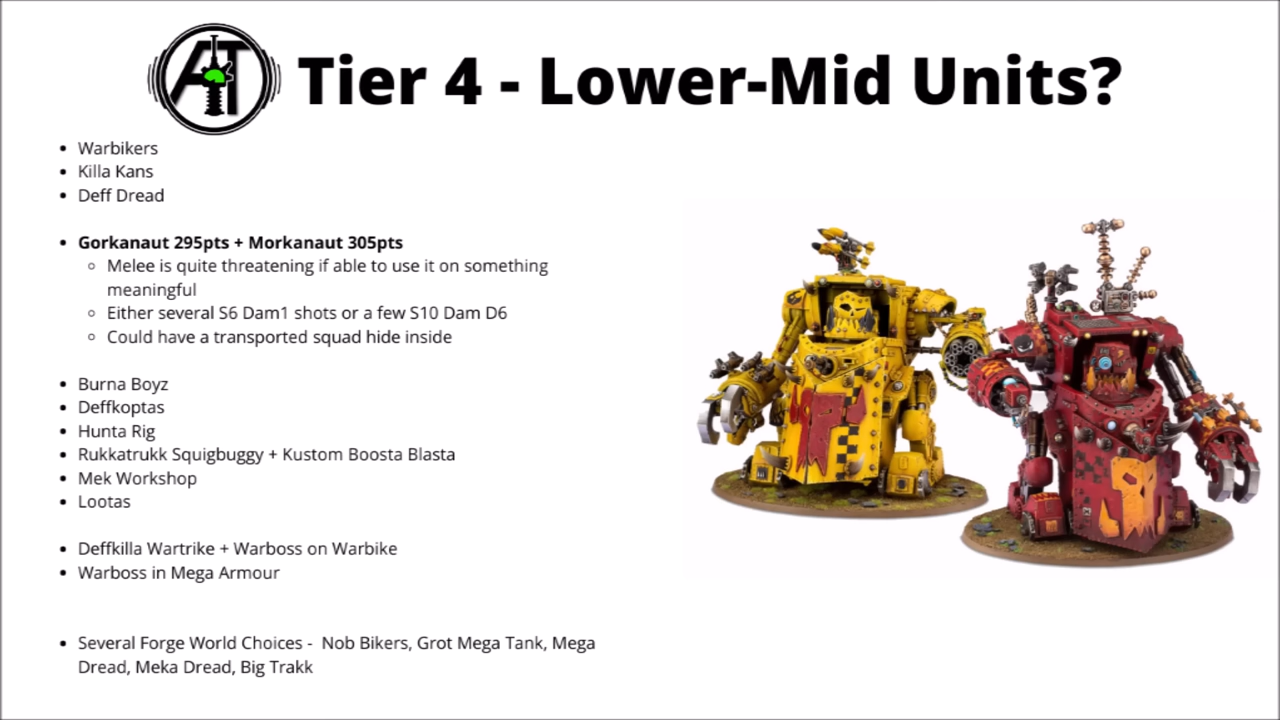 AT
Tier 4 - Lower-Mid Units?
• Warbikers
• Killa Kans
• Deff Dread
• Gorkanaut 295pts + Morkanaut 305pts
◦ Melee is quite threatening if able to use it on something
meaningful
◦ Either several S6 Dam1 shots or a few S10 Dam D6
◦ Could have a transported squad hide inside
• Burna Boyz
• Deffkoptas
• Hunta Rig
• Rukkatrukk Squigbuggy + Kustom Boosta Blasta
• Mek Workshop
• Lootas
• Deffkilla Wartrike + Warboss on Warbike
• Warboss in Mega Armour
• Several Forge World Choices -  Nob Bikers, Grot Mega Tank, Mega
Dread, Meka Dread, Big Trakk